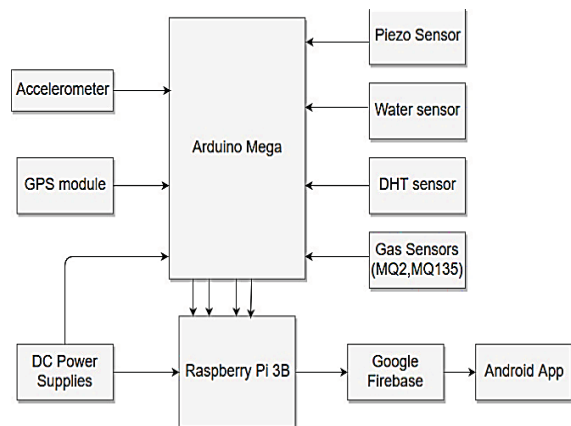 Piezo Sensor
Accelerometer
Water sensor
Arduino Mega
GPS module
DHT sensor
Gas Sensors
(MQ2,MQ135)
DC Power
Supplies
Raspberry Pi 3B
Google
Firebase
Android App